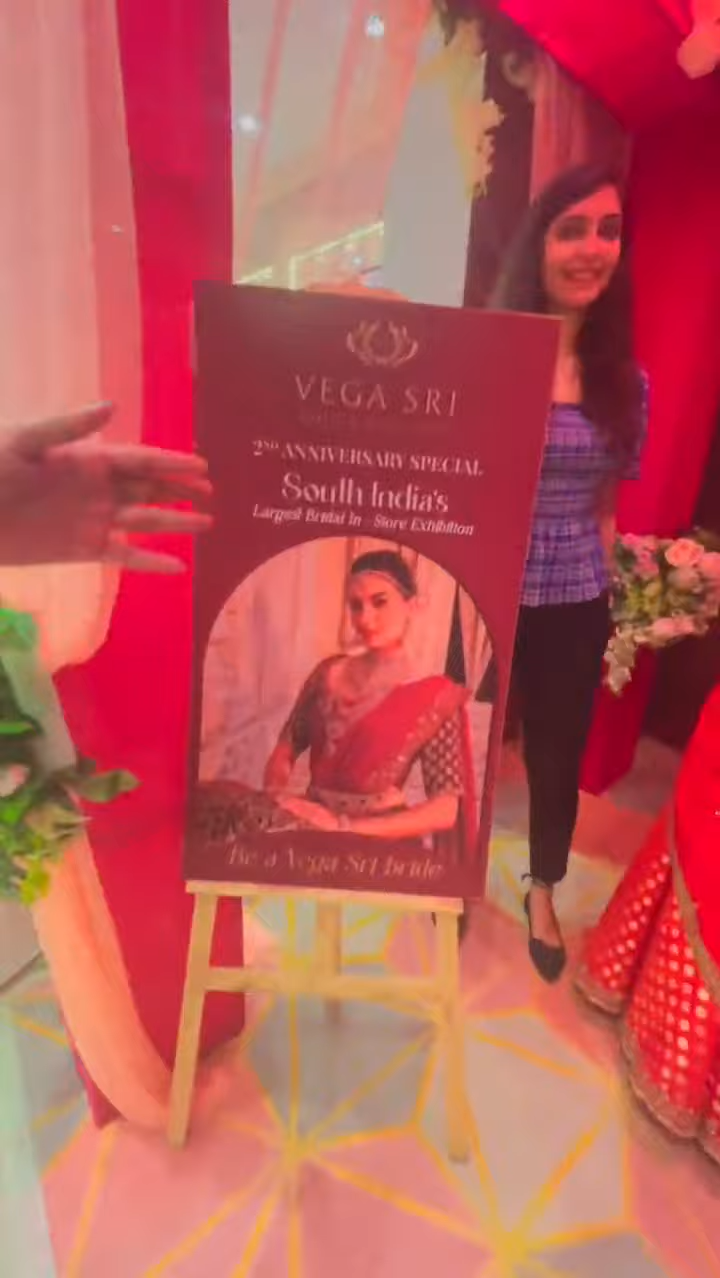 VEGA SRI
2ND ANNIVERSARY SPECIAL
South India's
Largest Bridal In - Store Exhibition
Be a Vega Sri bride